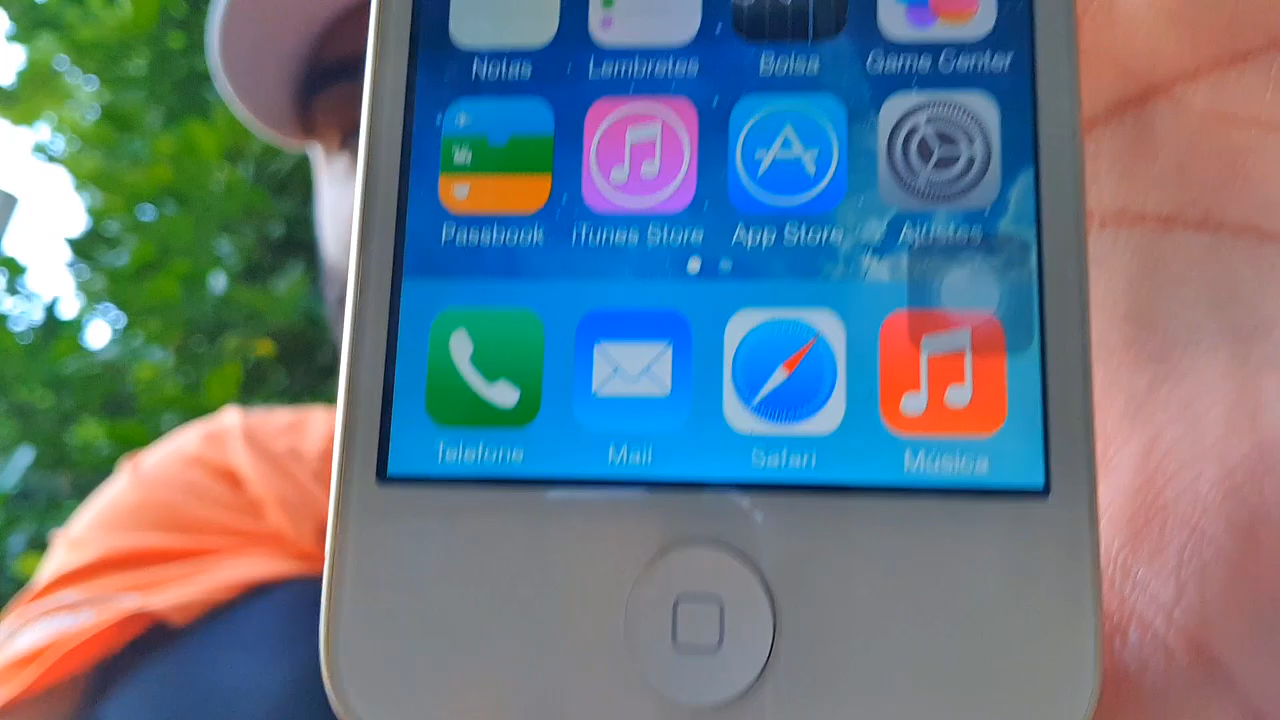 Notas Lembretes Bolsa Game Center
Passbook iTunes Store App Store Ajustes
Telefone Mail Safari Música